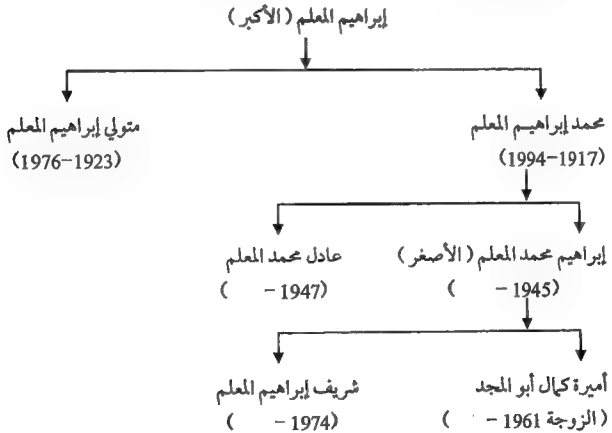 إبراهيم المعلم (الأكبر)
محمد إبراهيم المعلم
(1917-1994)
متولي إبراهيم المعلم
(1923-1976)
إبراهيم محمد المعلم (الأصغر)
(1945 - )
عادل محمد المعلم
(1947 - )
أميرة كمال أبو المجد
(الزوجة 1961 - )
شريف إبراهيم المعلم
(1974 - )